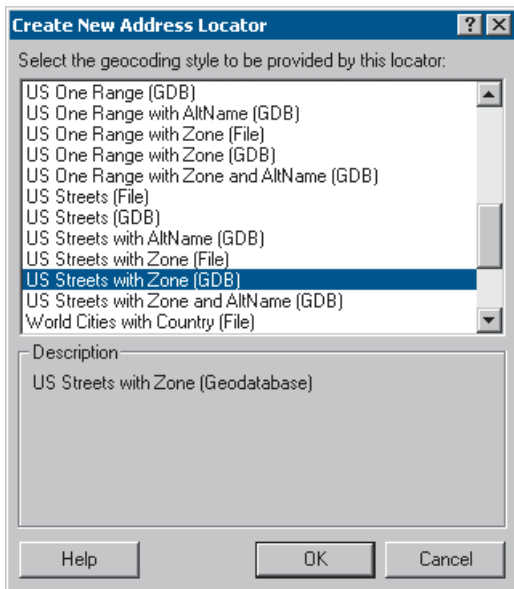 Create New Address Locator
Select the geocoding style to be provided by this locator:
US One Range (GDB)
US One Range with AltName (GDB)
US One Range with Zone (File)
US One Range with Zone (GDB)
US One Range with Zone and AltName (GDB)
US Streets (File)
US Streets (GDB)
US Streets with AltName (GDB)
US Streets with Zone (File)
US Streets with Zone (GDB)
US Streets with Zone and AltName (GDB)
World Cities with Country (File)
Description
US Streets with Zone (Geodatabase)
Help OK Cancel